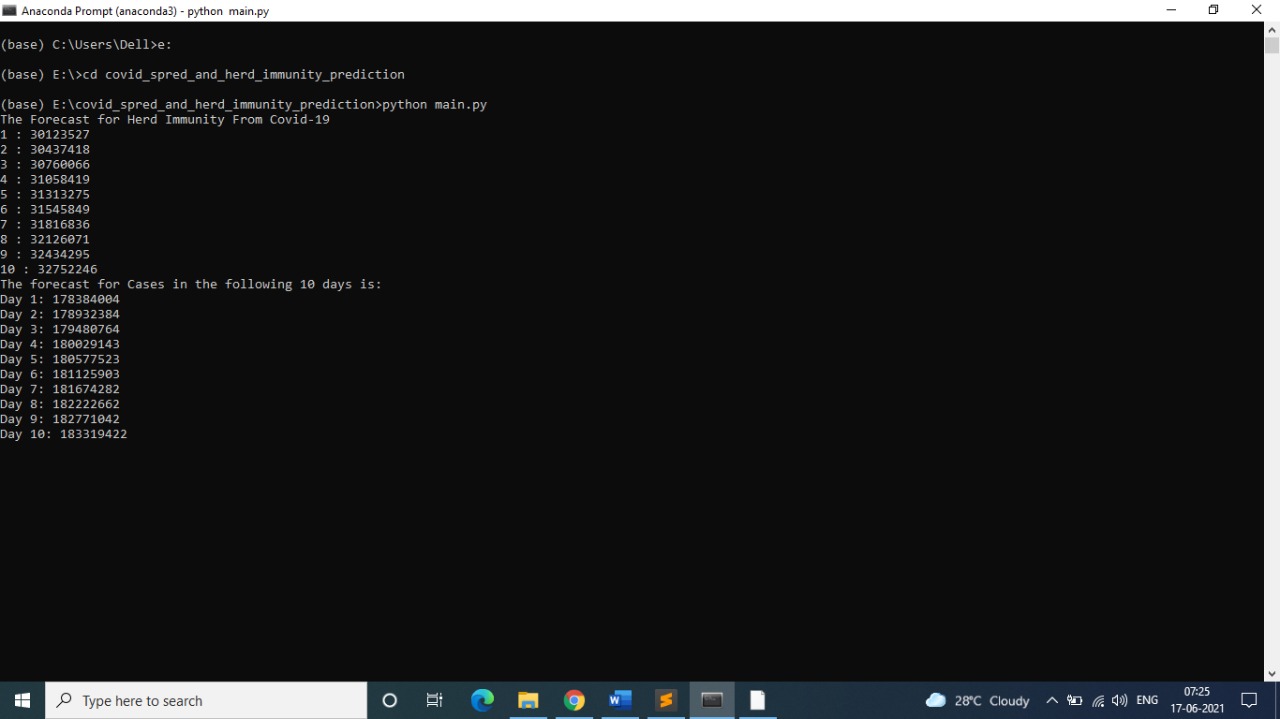 Anaconda Prompt (anaconda3) - python  main.py
(base) C:\Users\Dell>e:
(base) E:\>cd covid_spred_and_herd_immunity_prediction
(base) E:\covid_spred_and_herd_immunity_prediction>python main.py
The Forecast for Herd Immunity From Covid-19
1 : 30123527
2 : 30437418
3 : 30760066
4 : 31058419
5 : 31313275
6 : 31545849
7 : 31816836
8 : 32126071
9 : 32434295
10 : 32752246
The forecast for Cases in the following 10 days is:
Day 1: 178384004
Day 2: 178932384
Day 3: 179480764
Day 4: 180029143
Day 5: 180577523
Day 6: 181125903
Day 7: 181674282
Day 8: 182222662
Day 9: 182771042
Day 10: 183319422
Type here to search
28°C Cloudy
ENG
07:25
17-06-2021